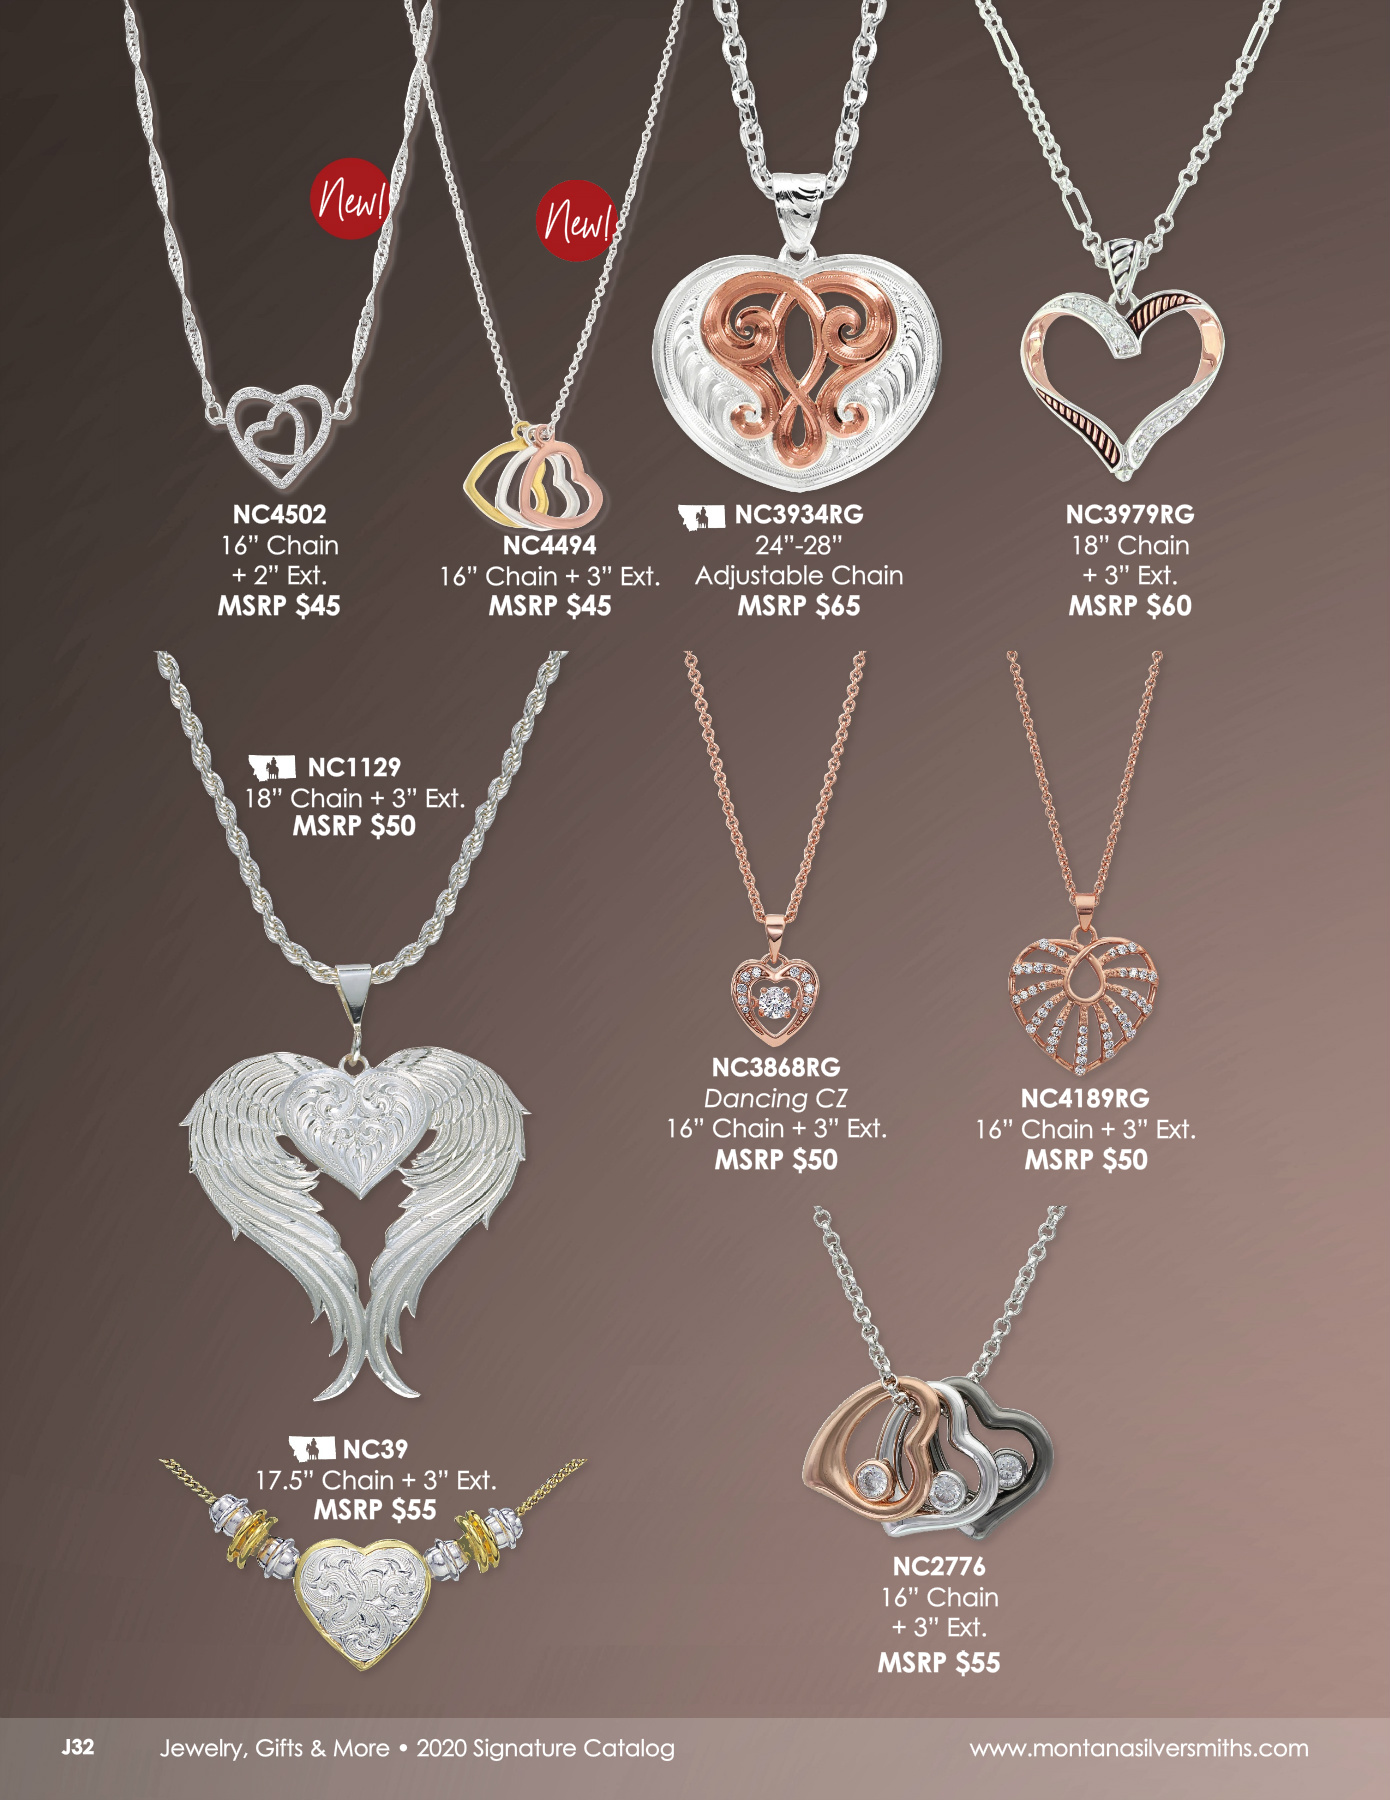 New!
New!
NC4502
16” Chain
+ 2” Ext.
MSRP $45
NC4494
16” Chain + 3” Ext.
MSRP $45
NC3934RG
24”-28”
Adjustable Chain
MSRP $65
NC3979RG
18” Chain
+ 3” Ext.
MSRP $60
NC1129
18” Chain + 3” Ext.
MSRP $50
NC3868RG
Dancing CZ
16” Chain + 3” Ext.
MSRP $50
NC4189RG
16” Chain + 3” Ext.
MSRP $50
NC39
17.5” Chain + 3” Ext.
MSRP $55
NC2776
16” Chain
+ 3” Ext.
MSRP $55
J32 Jewelry, Gifts & More • 2020 Signature Catalog www.montanasilversmiths.com